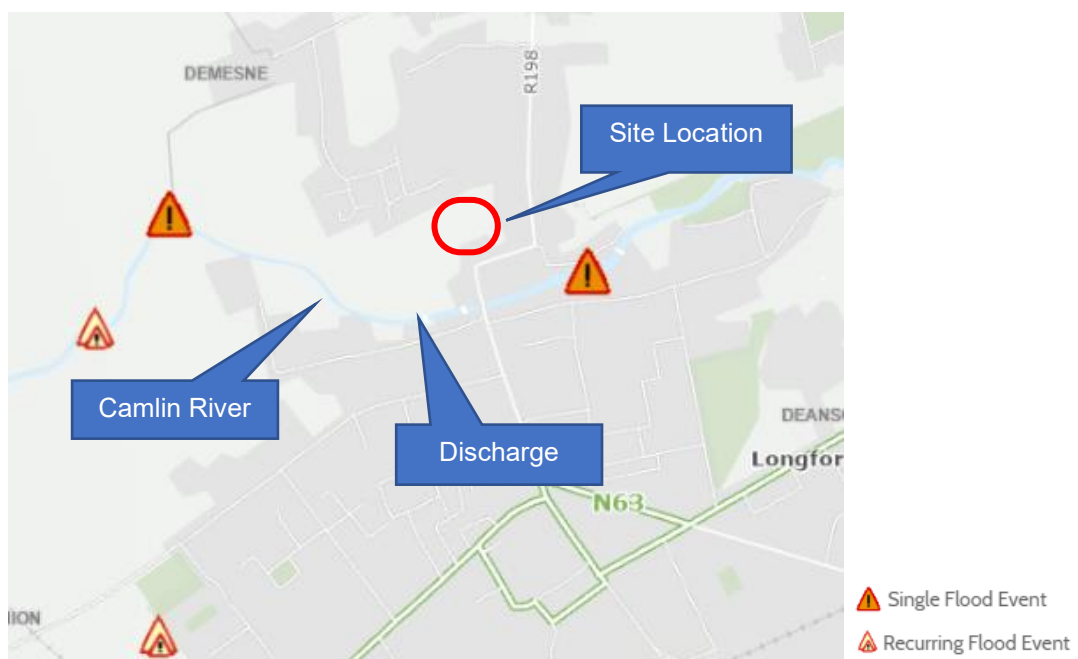 DEMESNE
R198
Site Location
Camlin River
Discharge
DEANS
Longfor
N63
ION
Single Flood Event
Recurring Flood Event